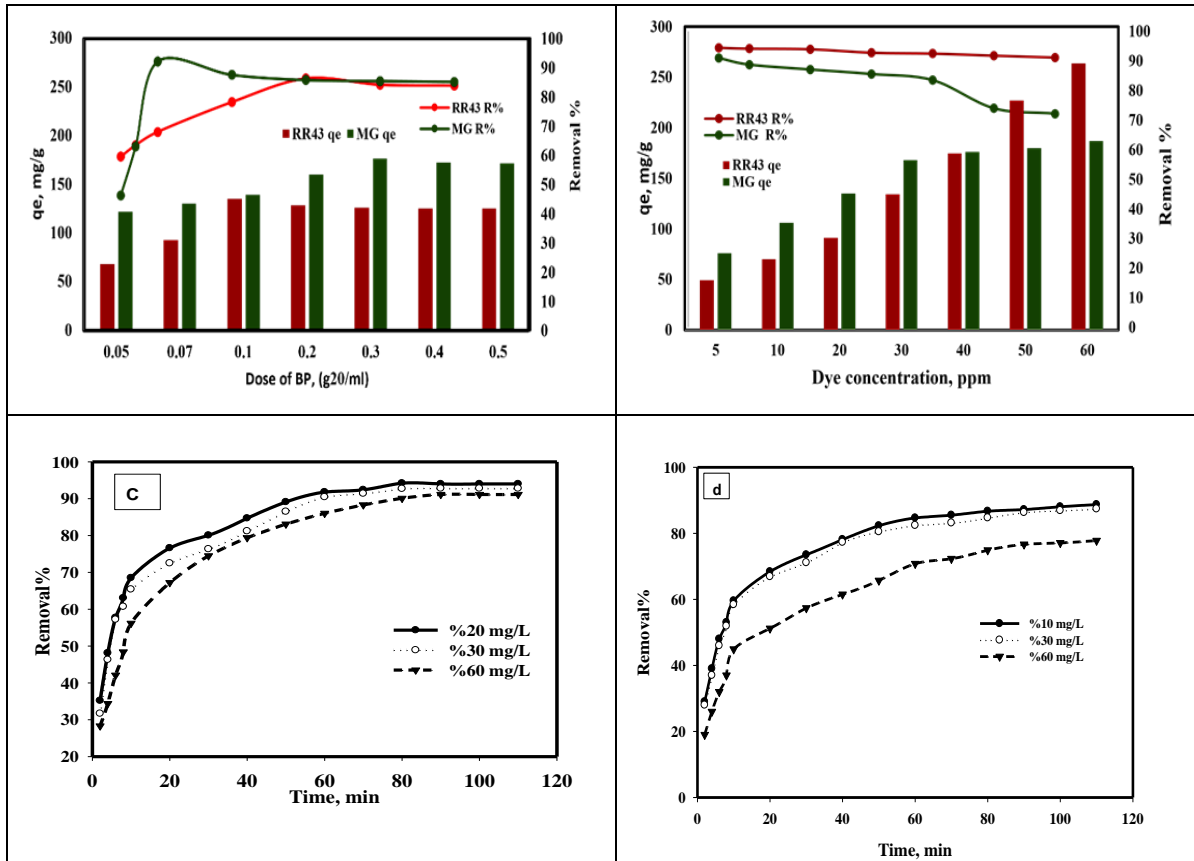 300
250
200
150
100
50
0
qe, mg/g
100
90
80
70
60
50
40
30
20
10
0
Removal %
RR43 R%
MG R%
RR43 qe
MG qe
0.05 0.07 0.1 0.2 0.3 0.4 0.5
Dose of BP, (g20/ml)
300
250
200
150
100
50
0
qe, mg/g
100
90
80
70
60
50
40
30
20
10
0
Removal %
RR43 R%
MG R%
RR43 qe
MG qe
5 10 20 30 40 50 60
Dye concentration, ppm
C
100
90
80
70
60
50
40
30
20
Removal%
%20 mg/L
%30 mg/L
%60 mg/L
0 20 40 60 80 100 120
Time, min
d
100
80
60
40
20
0
Removal%
%10 mg/L
%30 mg/L
%60 mg/L
0 20 40 60 80 100 120
Time, min